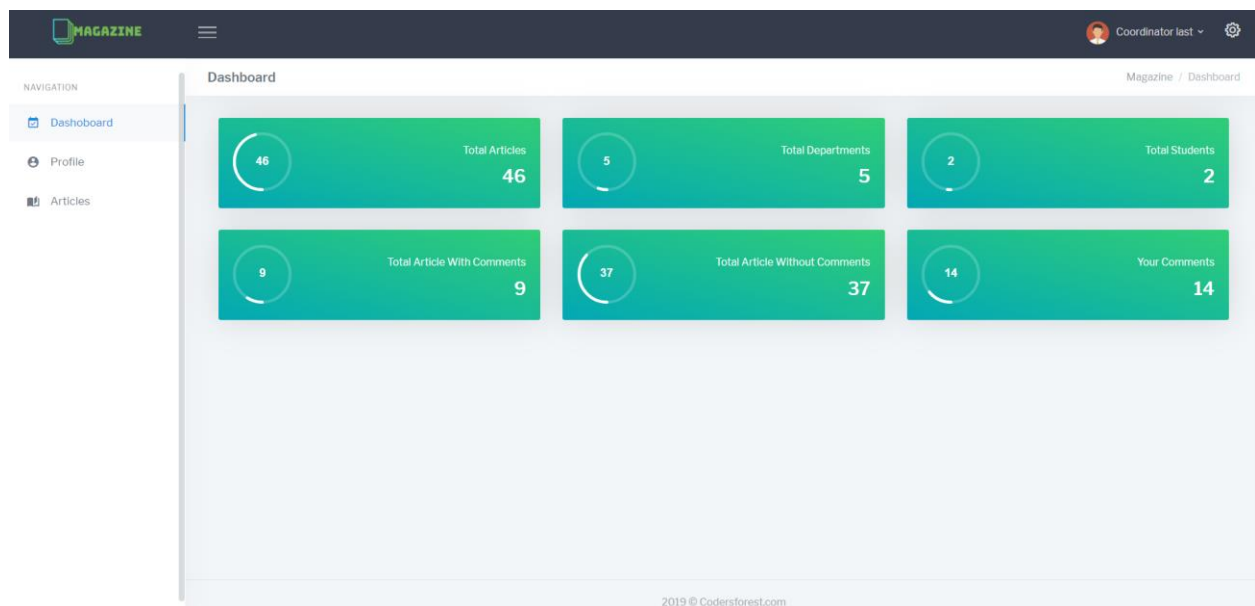 MAGAZINE
Coordinator last
NAVIGATION
Dashboard
Magazine / Dashboard
Dashoboard
Profile
Articles
46
Total Articles
46
5
Total Departments
5
2
Total Students
2
9
Total Article With Comments
9
37
Total Article Without Comments
37
14
Your Comments
14
2019 © Codersforest.com